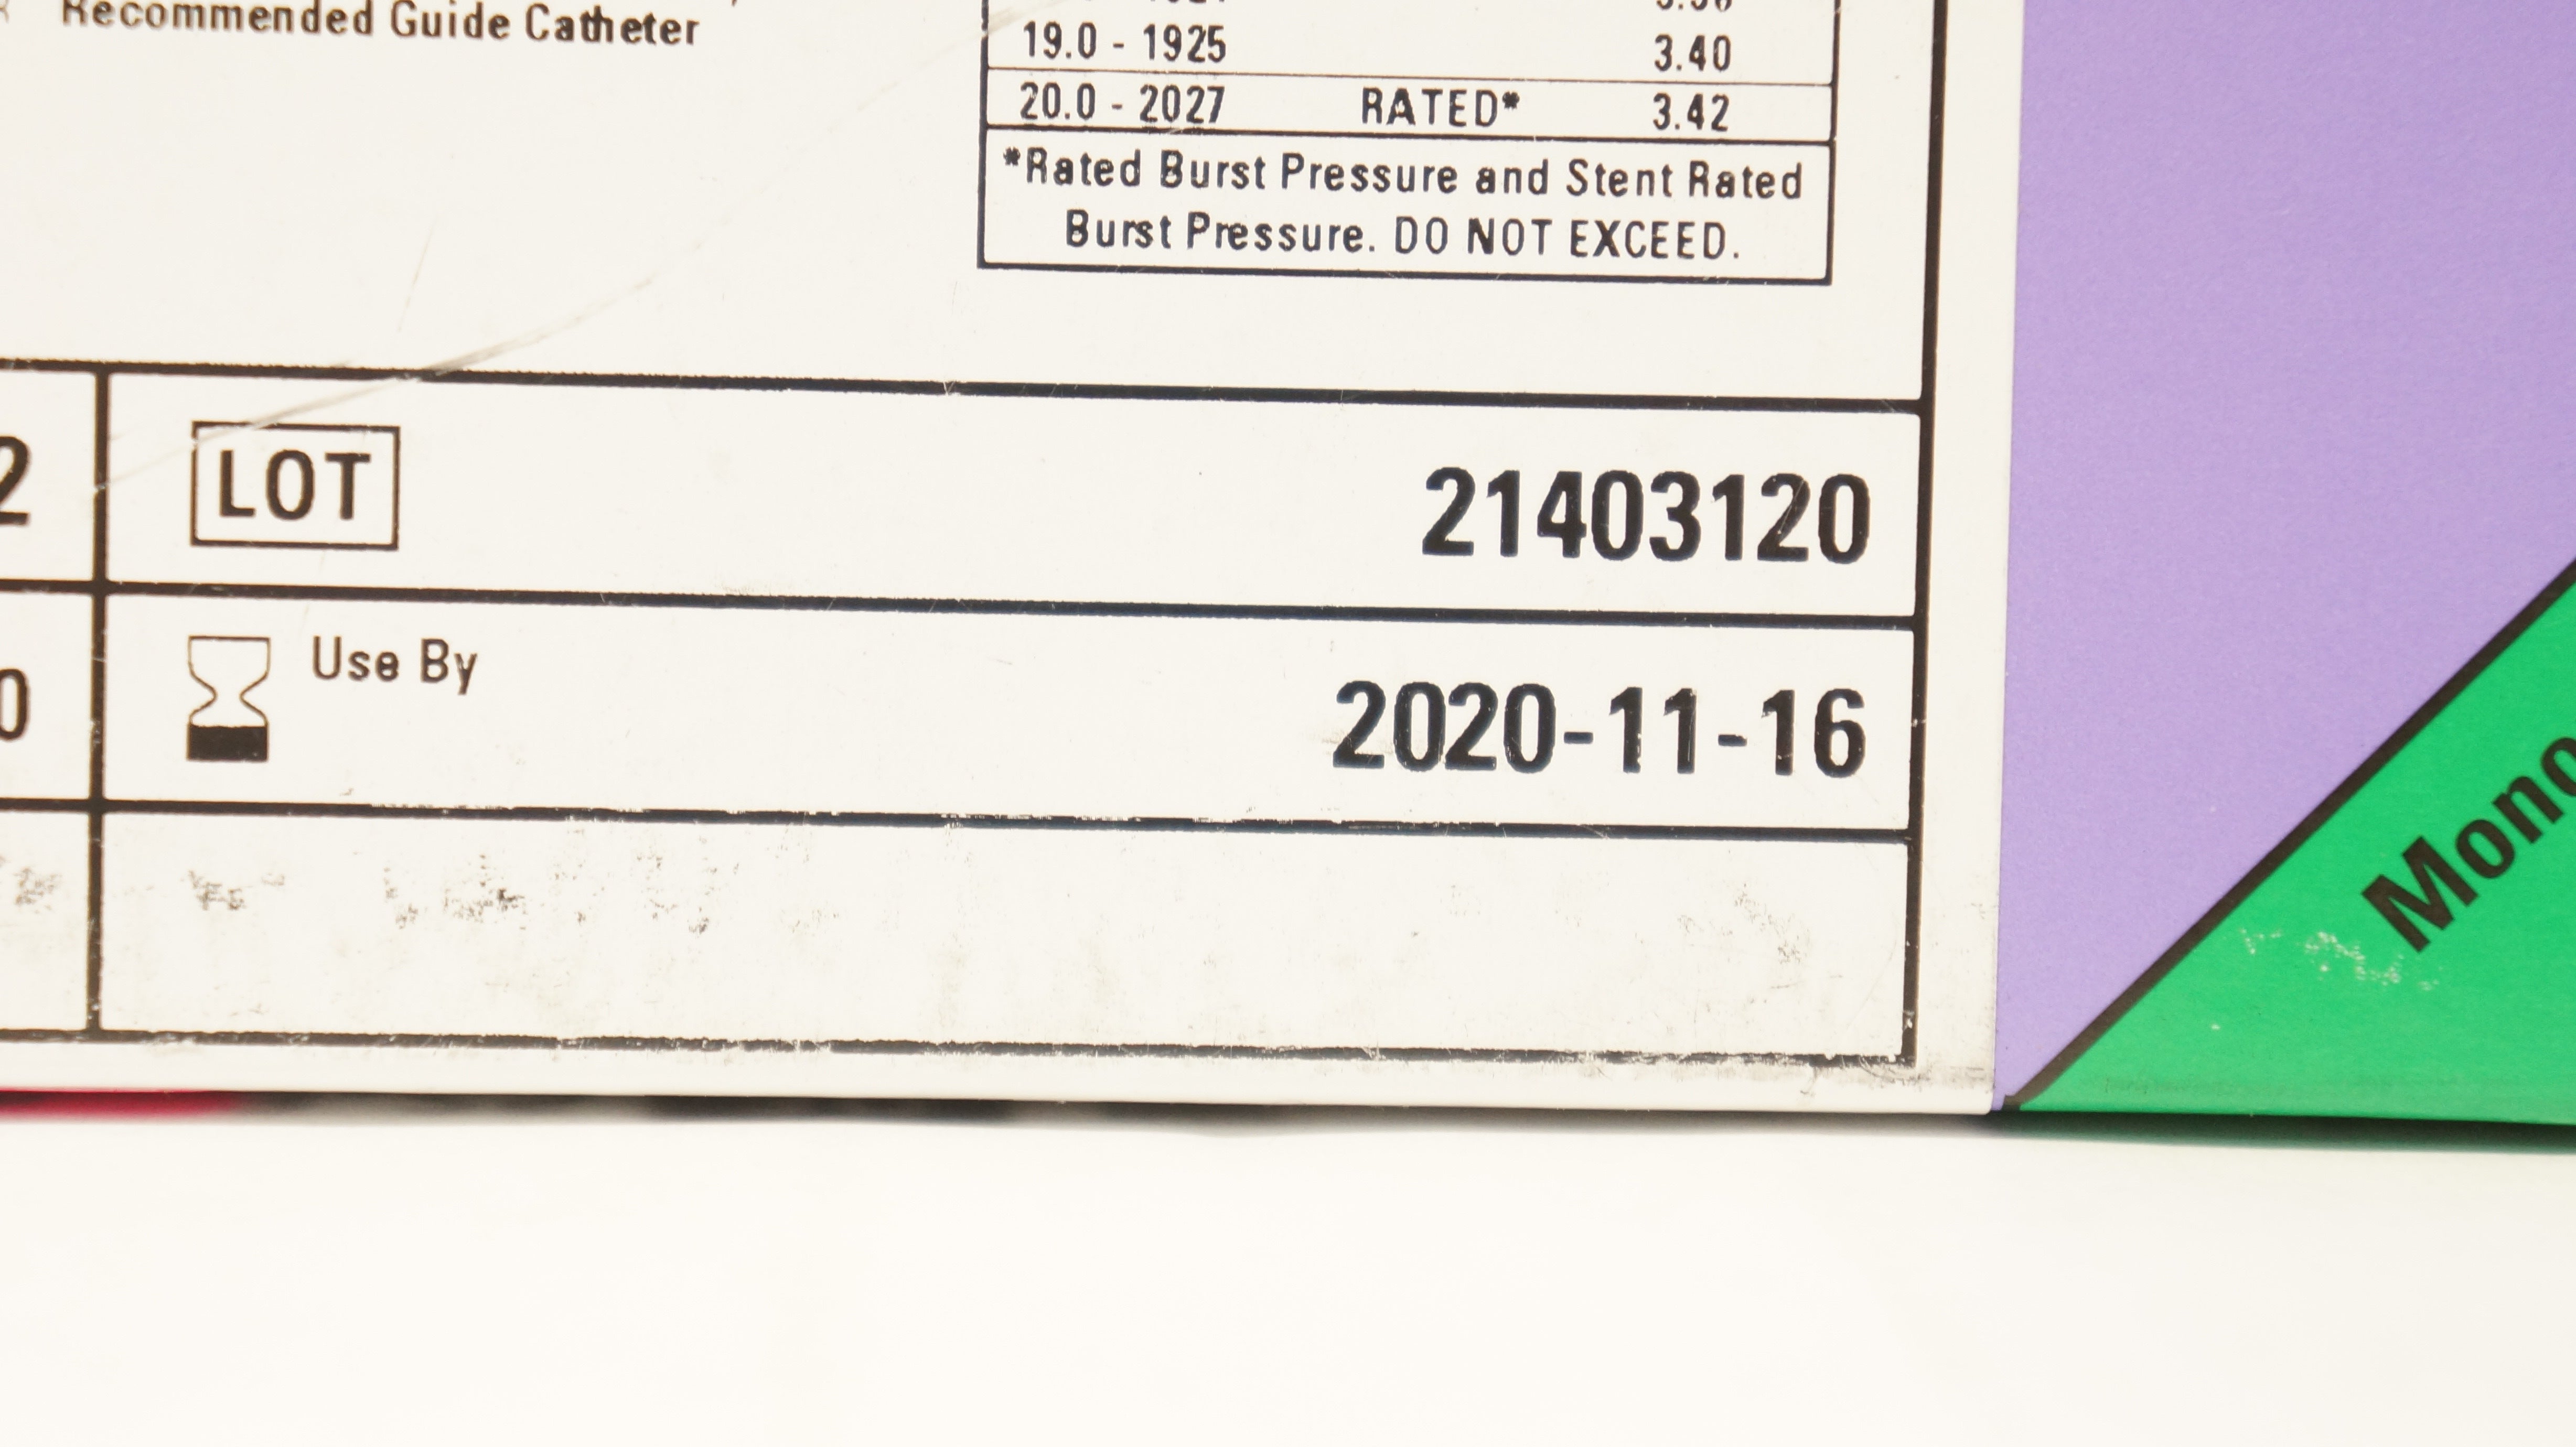 Recommended Guide Catheter
19.0 - 1925 3.40
20.0 - 2027 RATED* 3.42
*Rated Burst Pressure and Stent Rated
Burst Pressure. DO NOT EXCEED.
2
LOT 21403120
0
Use By 2020-11-16
Mono